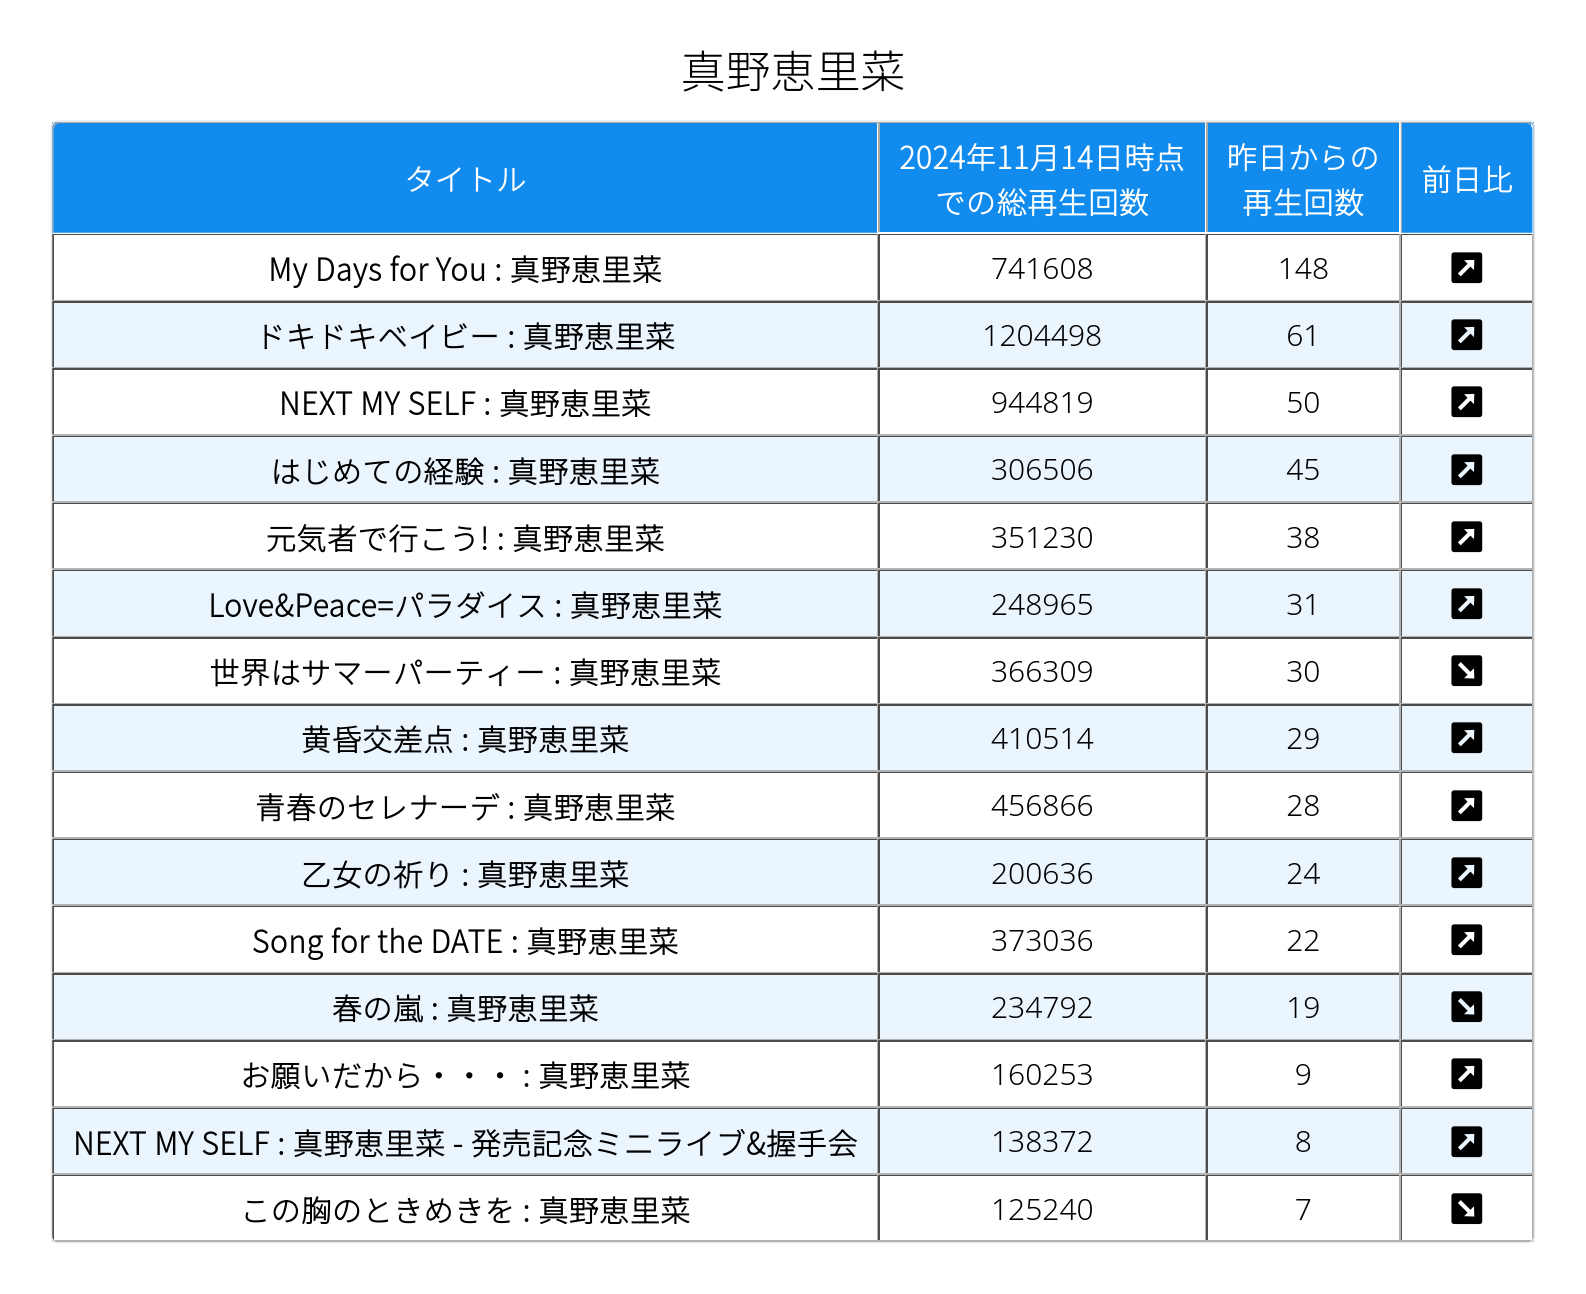 真野恵里菜
タイトル 2024年11月14日時点での総再生回数 昨日からの再生回数 前日比
My Days for You : 真野恵里菜 741608 148
ドキドキベイビー : 真野恵里菜 1204498 61
NEXT MY SELF : 真野恵里菜 944819 50
はじめての経験 : 真野恵里菜 306506 45
元気者で行こう! : 真野恵里菜 351230 38
Love&Peace=パラダイス : 真野恵里菜 248965 31
世界はサマーパーティー : 真野恵里菜 366309 30
黄昏交差点 : 真野恵里菜 410514 29
青春のセレナーデ : 真野恵里菜 456866 28
乙女の祈り : 真野恵里菜 200636 24
Song for the DATE : 真野恵里菜 373036 22
春の嵐 : 真野恵里菜 234792 19
お願いだから・・・ : 真野恵里菜 160253 9
NEXT MY SELF : 真野恵里菜 - 発売記念ミニライブ&握手会 138372 8
この胸のときめきを : 真野恵里菜 125240 7